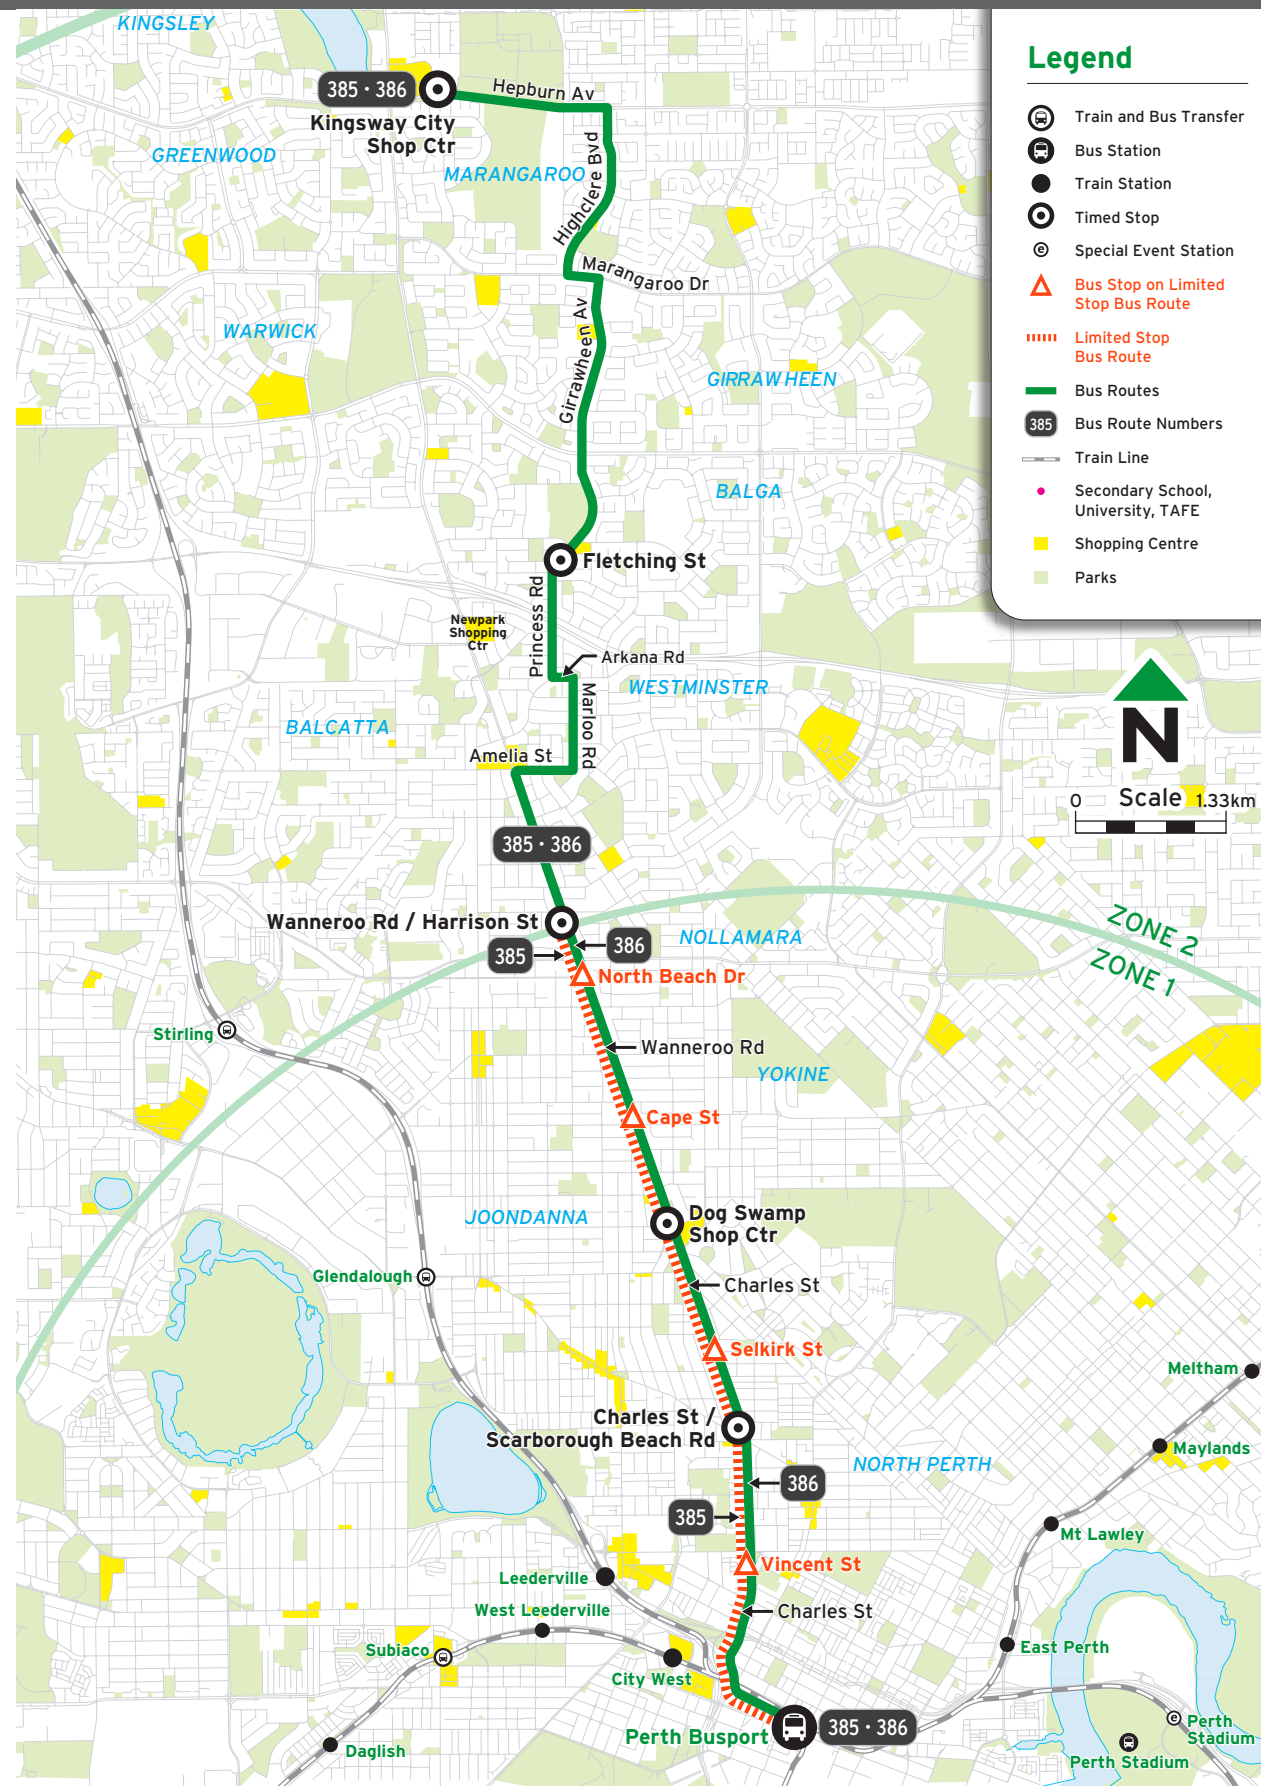 KINGSLEY
385 • 386
Hepburn Av
Kingsway City
Shop Ctr
GREENWOOD
MARANGAROO
Highclere Bvd
Marangaroo Dr
WARWICK
Girrawheen Av
GIRRAWHEEN
BALGA
Fletching St
Princess Rd
Newpark
Shopping
Ctr
Arkana Rd
WESTMINSTER
Marloo Rd
BALCATTA
Amelia St
385 • 386
Wanneroo Rd / Harrison St
385
386
NOLLAMARA
ZONE 2
ZONE 1
North Beach Dr
Stirling
Wanneroo Rd
YOKINE
Cape St
JOONDANNA
Dog Swamp
Shop Ctr
Glendalough
Charles St
Selkirk St
Meltham
Charles St /
Scarborough Beach Rd
Maylands
NORTH PERTH
386
385
Mt Lawley
Vincent St
Leederville
West Leederville
Charles St
Subiaco
East Perth
City West
Perth Busport
385 • 386
e
Perth
Stadium
Perth Stadium
Daglish
Legend
Train and Bus Transfer
Bus Station
Train Station
Timed Stop
e
Special Event Station
Bus Stop on Limited
Stop Bus Route
Limited Stop
Bus Route
Bus Routes
385
Bus Route Numbers
Train Line
Secondary School,
University, TAFE
Shopping Centre
Parks
N
0 Scale 1.33km